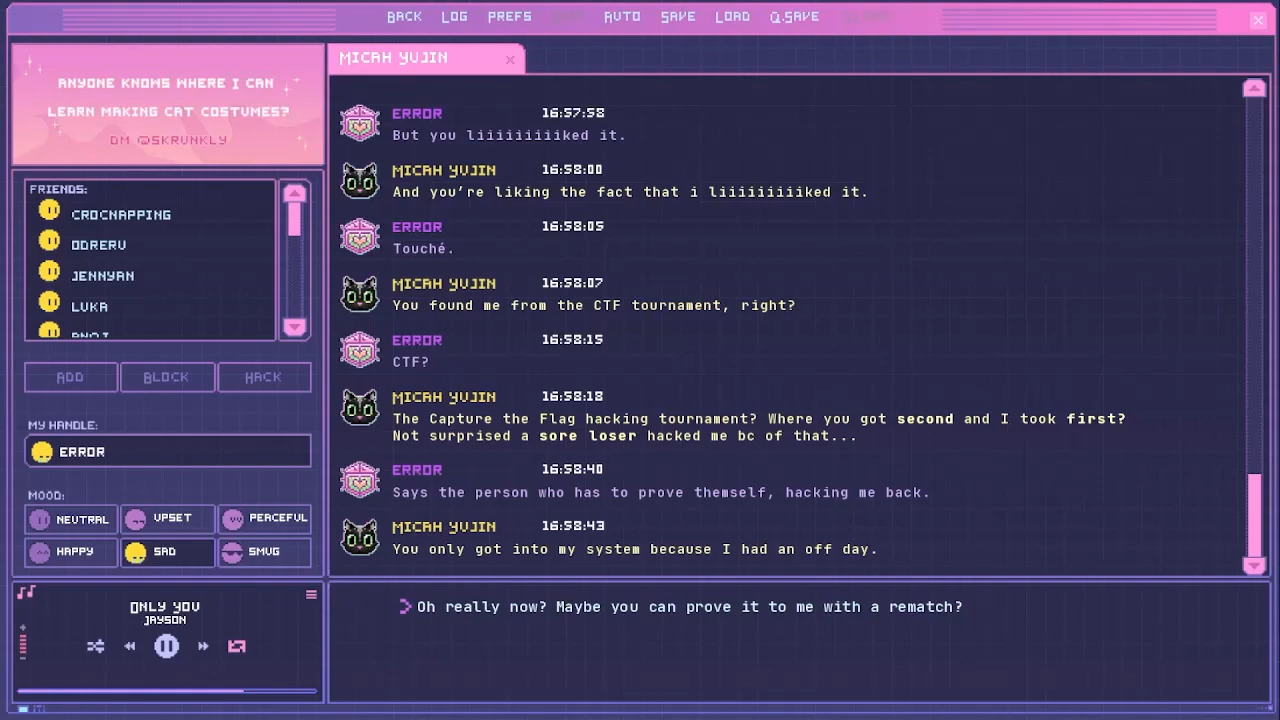 BACK LOG PREFS AUTO SAVE LOAD Q.SAVE
ANYONE KNOWS WHERE I CAN
LEARN MAKING CAT COSTUMES?
DM @SKRUNKLY
FRIENDS:
CROCNAPPING
ODRERU
JENNYAN
LUKA
ADD BLOCK HACK
MY HANDLE:
ERROR
MOOD:
NEUTRAL UPSET PEACEFUL
HAPPY SAD SMUG
ONLY YOU
JAYSON
MICAH YUJIN
ERROR 16:57:58
But you liiiiiiiiiked it.
MICAH YUJIN 16:58:00
And you’re liking the fact that i liiiiiiiiiked it.
ERROR 16:58:05
Touché.
MICAH YUJIN 16:58:07
You found me from the CTF tournament, right?
ERROR 16:58:15
CTF?
MICAH YUJIN 16:58:18
The Capture the Flag hacking tournament? Where you got second and I took first?
Not surprised a sore loser hacked me bc of that...
ERROR 16:58:40
Says the person who has to prove themself, hacking me back.
MICAH YUJIN 16:58:43
You only got into my system because I had an off day.
Oh really now? Maybe you can prove it to me with a rematch?